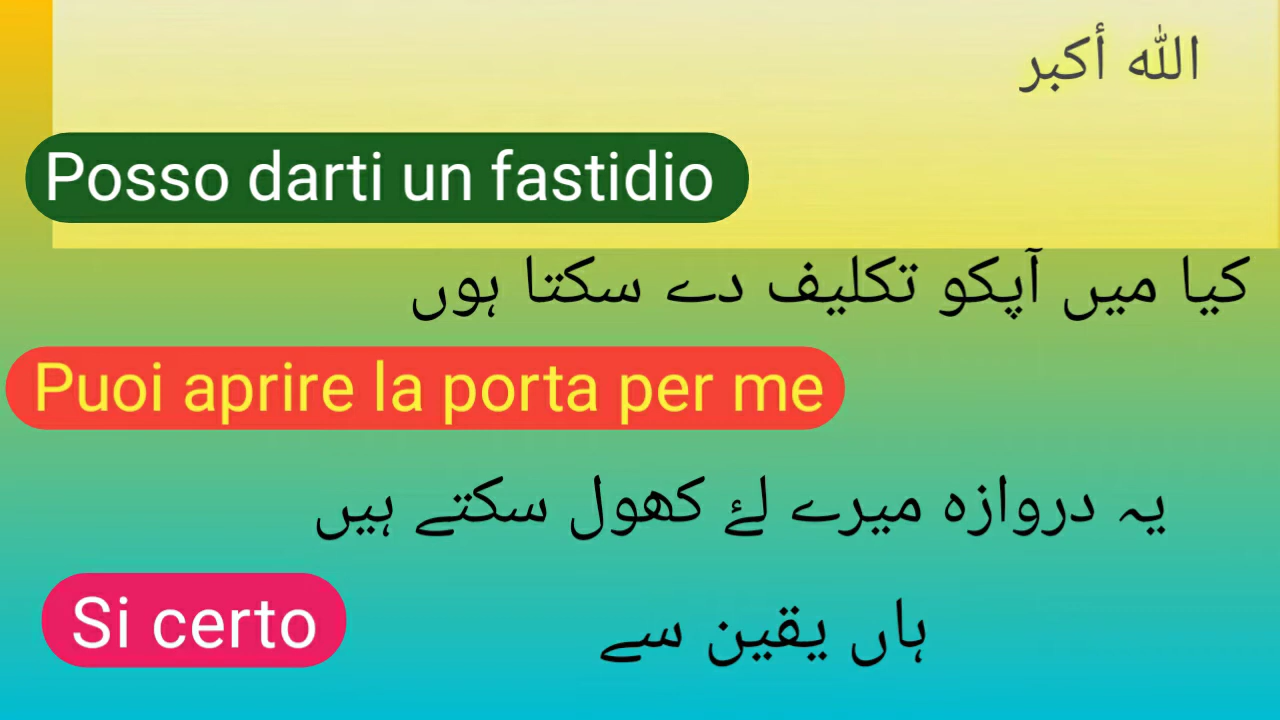 الله أكبر
Posso darti un fastidio
کیا میں آپکو تکلیف دے سکتا ہوں
Puoi aprire la porta per me
یہ دروازہ میرے لئے کھول سکتے ہیں
Si certo
ہاں یقین سے